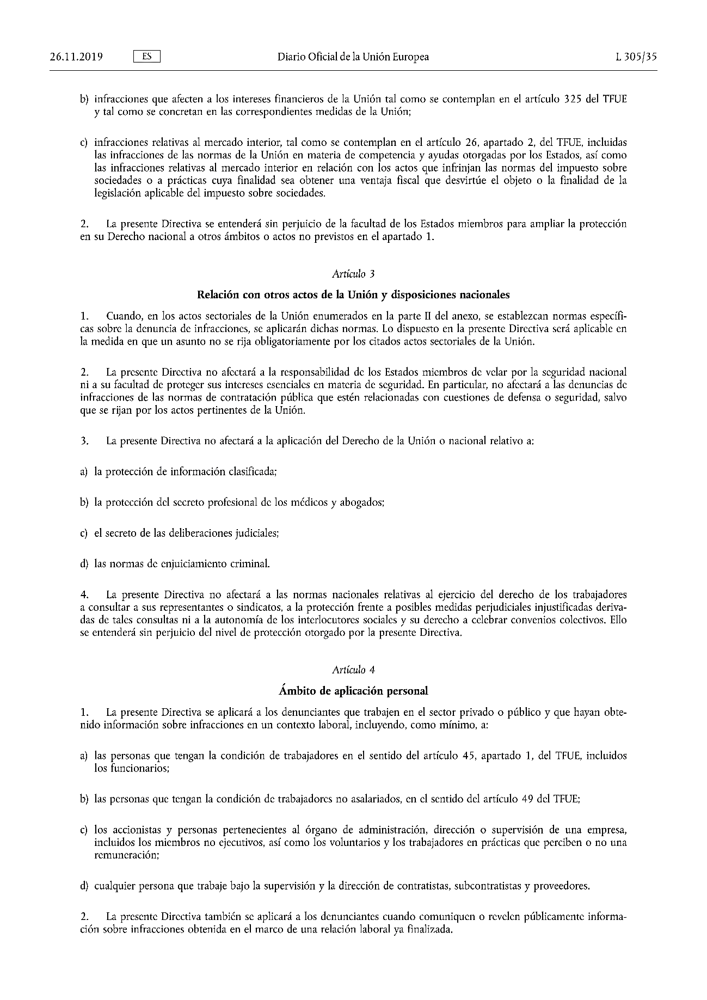 26.11.2019 ES Diario Oficial de la Unión Europea L 305/35
b) infracciones que afecten a los intereses financieros de la Unión tal como se contemplan en el artículo 325 del TFUE
y tal como se concretan en las correspondientes medidas de la Unión;
c) infracciones relativas al mercado interior, tal como se contemplan en el artículo 26, apartado 2, del TFUE, incluidas
las infracciones de las normas de la Unión en materia de competencia y ayudas otorgadas por los Estados, así como
las infracciones relativas al mercado interior en relación con los actos que infrinjan las normas del impuesto sobre
sociedades o a prácticas cuya finalidad sea obtener una ventaja fiscal que desvirtúe el objeto o la finalidad de la
legislación aplicable del impuesto sobre sociedades.
2. La presente Directiva se entenderá sin perjuicio de la facultad de los Estados miembros para ampliar la protección
en su Derecho nacional a otros ámbitos o actos no previstos en el apartado 1.
Artículo 3
Relación con otros actos de la Unión y disposiciones nacionales
1. Cuando, en los actos sectoriales de la Unión enumerados en la parte II del anexo, se establezcan normas específi-
cas sobre la denuncia de infracciones, se aplicarán dichas normas. Lo dispuesto en la presente Directiva será aplicable en
la medida en que un asunto no se rija obligatoriamente por los citados actos sectoriales de la Unión.
2. La presente Directiva no afectará a la responsabilidad de los Estados miembros de velar por la seguridad nacional
ni a su facultad de proteger sus intereses esenciales en materia de seguridad. En particular, no afectará a las denuncias de
infracciones de las normas de contratación pública que estén relacionadas con cuestiones de defensa o seguridad, salvo
que se rijan por los actos pertinentes de la Unión.
3. La presente Directiva no afectará a la aplicación del Derecho de la Unión o nacional relativo a:
a) la protección de información clasificada;
b) la protección del secreto profesional de los médicos y abogados;
c) el secreto de las deliberaciones judiciales;
d) las normas de enjuiciamiento criminal.
4. La presente Directiva no afectará a las normas nacionales relativas al ejercicio del derecho de los trabajadores
a consultar a sus representantes o sindicatos, a la protección frente a posibles medidas perjudiciales injustificadas deriva-
das de tales consultas ni a la autonomía de los interlocutores sociales y su derecho a celebrar convenios colectivos. Ello
se entenderá sin perjuicio del nivel de protección otorgado por la presente Directiva.
Artículo 4
Ámbito de aplicación personal
1. La presente Directiva se aplicará a los denunciantes que trabajen en el sector privado o público y que hayan obte-
nido información sobre infracciones en un contexto laboral, incluyendo, como mínimo, a:
a) las personas que tengan la condición de trabajadores en el sentido del artículo 45, apartado 1, del TFUE, incluidos
los funcionarios;
b) las personas que tengan la condición de trabajadores no asalariados, en el sentido del artículo 49 del TFUE;
c) los accionistas y personas pertenecientes al órgano de administración, dirección o supervisión de una empresa,
incluidos los miembros no ejecutivos, así como los voluntarios y los trabajadores en prácticas que perciben o no una
remuneración;
d) cualquier persona que trabaje bajo la supervisión y la dirección de contratistas, subcontratistas y proveedores.
2. La presente Directiva también se aplicará a los denunciantes cuando comuniquen o revelen públicamente informa-
ción sobre infracciones obtenida en el marco de una relación laboral ya finalizada.